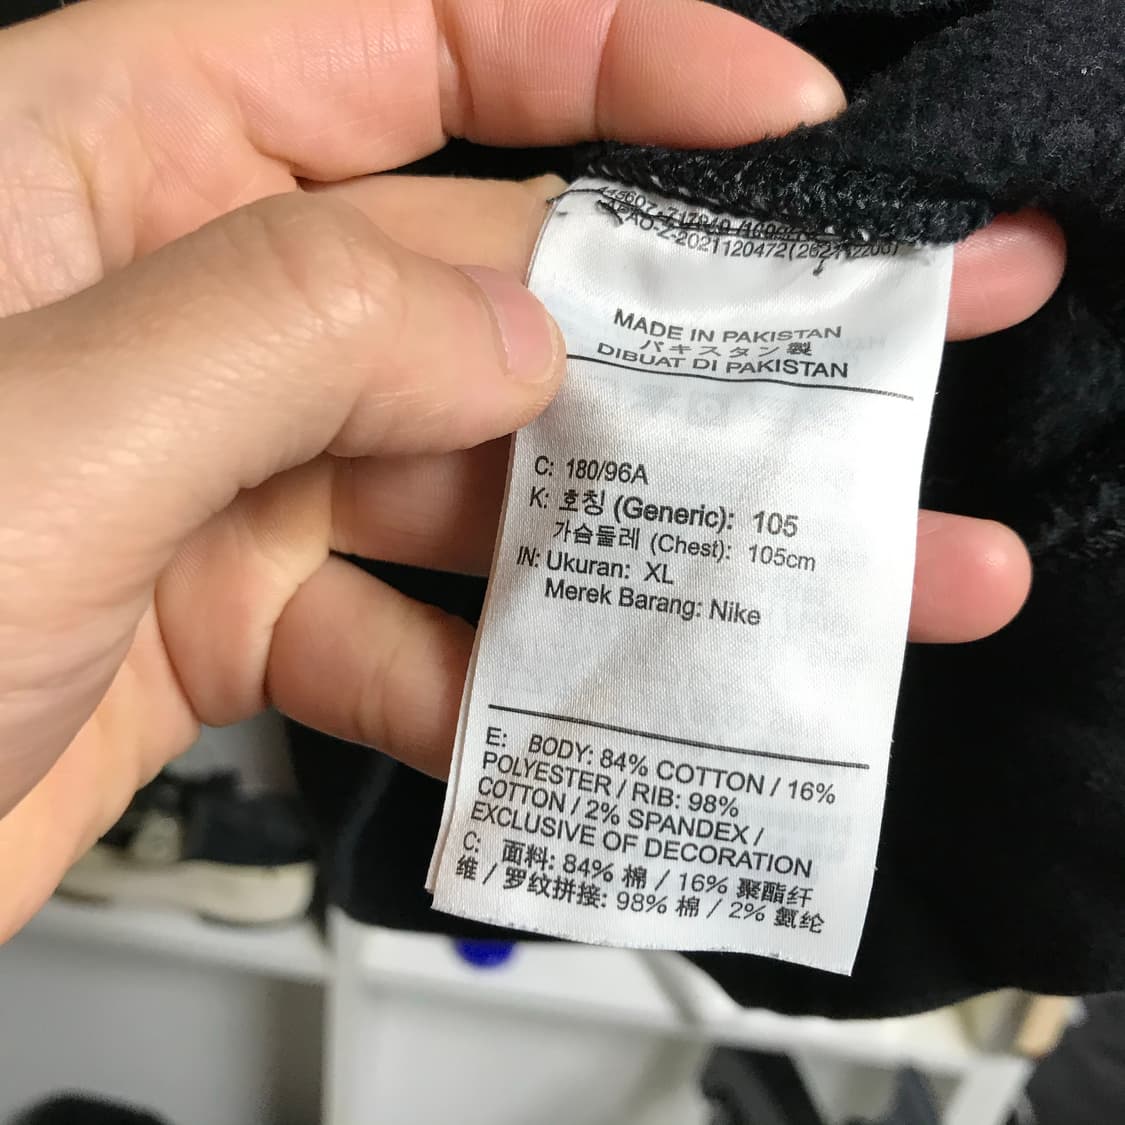 MADE IN PAKISTAN
パキスタン製
DIBUAT DI PAKISTAN
C: 180/96A
K: 호칭 (Generic): 105
가슴둘레 (Chest): 105cm
IN: Ukuran: XL
Merek Barang: Nike
E: BODY: 84% COTTON / 16%
POLYESTER / RIB: 98%
COTTON / 2% SPANDEX /
EXCLUSIVE OF DECORATION
C: 面料: 84% 棉 / 16% 聚酯纤
维 / 罗纹拼接: 98% 棉 / 2% 氨纶